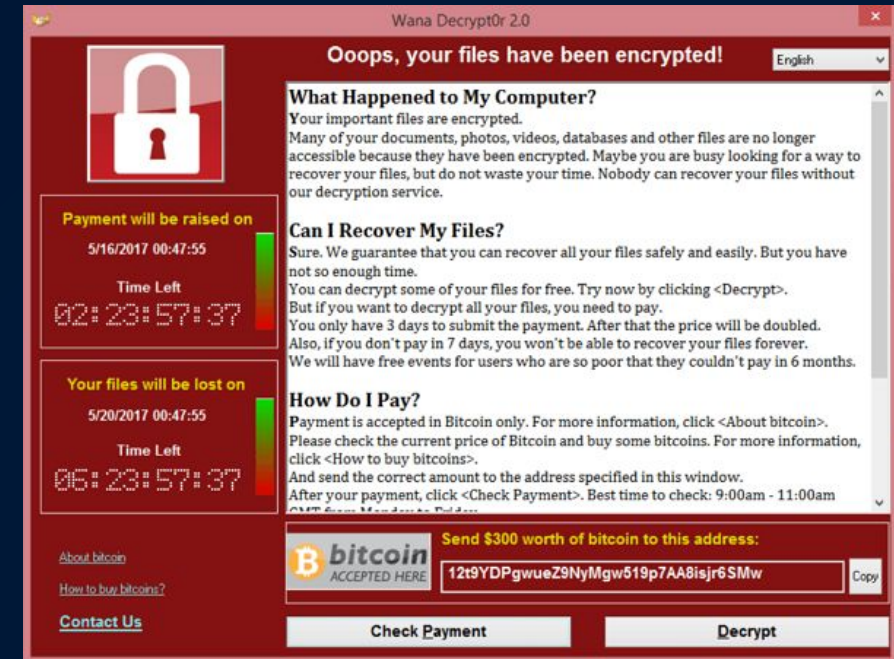 Wana Decrypt0r 2.0
Ooops, your files have been encrypted!
English
What Happened to My Computer?
Your important files are encrypted.
Many of your documents, photos, videos, databases and other files are no longer
accessible because they have been encrypted. Maybe you are busy looking for a way to
recover your files, but do not waste your time. Nobody can recover your files without
our decryption service.
Can I Recover My Files?
Sure. We guarantee that you can recover all your files safely and easily. But you have
not so enough time.
You can decrypt some of your files for free. Try now by clicking <Decrypt>.
But if you want to decrypt all your files, you need to pay.
You only have 3 days to submit the payment. After that the price will be doubled.
Also, if you don't pay in 7 days, you won't be able to recover your files forever.
We will have free events for users who are so poor that they couldn't pay in 6 months.
How Do I Pay?
Payment is accepted in Bitcoin only. For more information, click <About bitcoin>.
Please check the current price of Bitcoin and buy some bitcoins. For more information,
click <How to buy bitcoins>.
And send the correct amount to the address specified in this window.
After your payment, click <Check Payment>. Best time to check: 9:00am - 11:00am
GMT from Monday to Friday
Payment will be raised on
5/16/2017 00:47:55
Time Left
02:23:57:37
Your files will be lost on
5/20/2017 00:47:55
Time Left
06:23:57:37
About bitcoin
How to buy bitcoins?
Contact Us
bitcoin
ACCEPTED HERE
Send $300 worth of bitcoin to this address:
12t9YDPgwueZ9NyMgw519p7AA8isjr6SMw
Copy
Check Payment
Decrypt